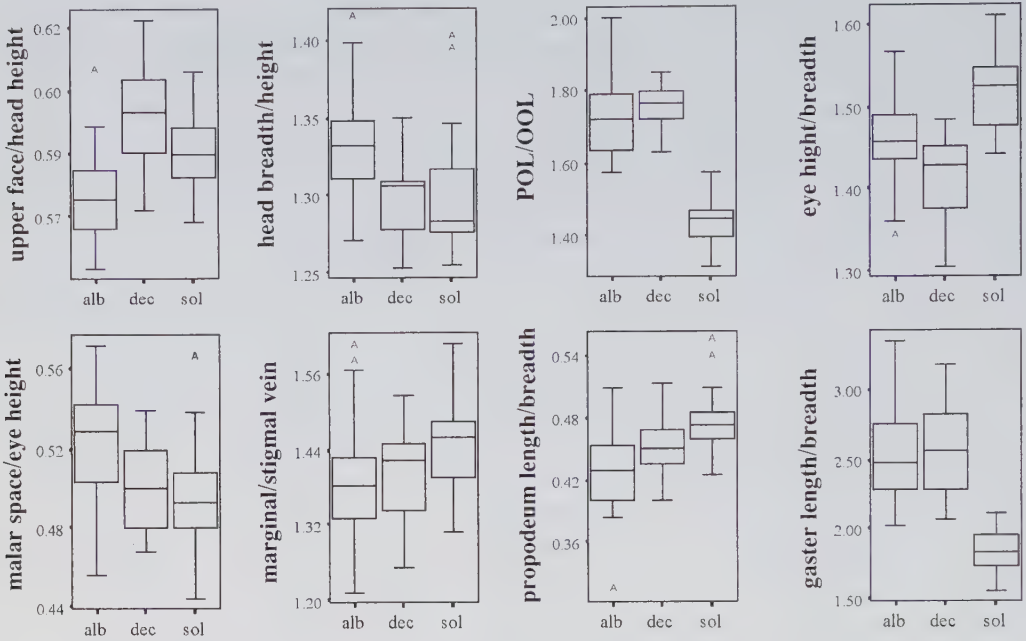 upper face/head height
0.62
0.60
0.59
0.57
A
alb dec sol
head breadth/height
1.40
1.35
1.30
1.25
A
A
A
alb dec sol
POL/OOL
2.00
1.80
1.60
1.40
alb dec sol
eye hight/breadth
1.60
1.50
1.40
1.30
A
alb dec sol
malar space/eye height
0.56
0.52
0.48
0.44
A
alb dec sol
marginal/stigmal vein
1.56
1.44
1.32
1.20
A
A
alb dec sol
propodeum length/breadth
0.54
0.48
0.42
0.36
A
A
A
alb dec sol
gaster length/breadth
3.00
2.50
2.00
1.50
alb dec sol